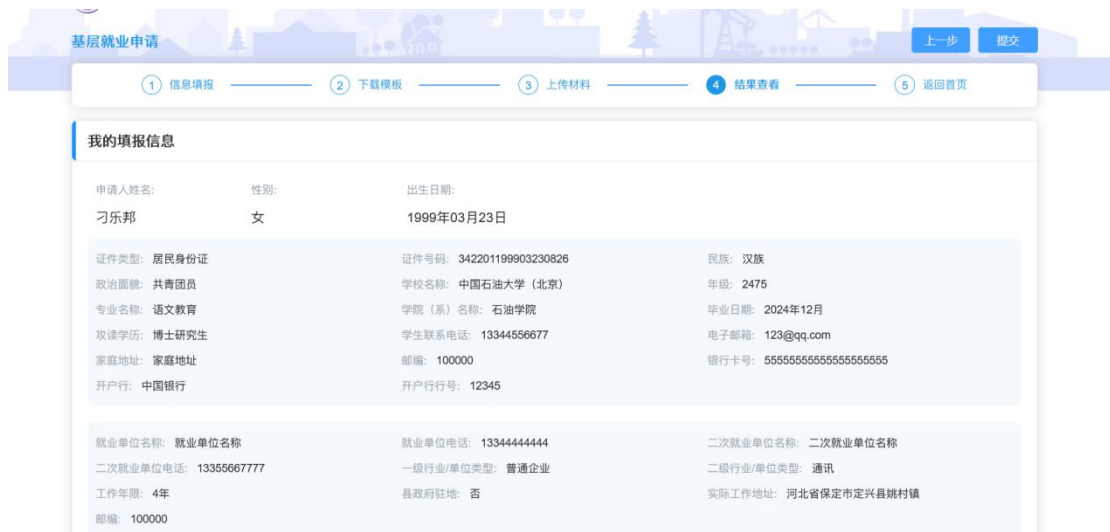 基层就业申请 上一步 提交
1 信息填报 2 下载模板 3 上传材料 4 结果查看 5 返回首页
我的填报信息
申请人姓名: 性别: 出生日期:
刁乐邦 女 1999年03月23日
证件类型: 居民身份证 证件号码: 342201199903230826 民族: 汉族
政治面貌: 共青团员 学校名称: 中国石油大学（北京） 年级: 2475
专业名称: 语文教育 学院（系）名称: 石油学院 毕业日期: 2024年12月
攻读学历: 博士研究生 学生联系电话: 13344556677 电子邮箱: 123@qq.com
家庭地址: 家庭地址 邮编: 100000 银行卡号: 55555555555555555555
开户行: 中国银行 开户行行号: 12345
就业单位名称: 就业单位名称 就业单位电话: 13344444444 二次就业单位名称: 二次就业单位名称
二次就业单位电话: 13355667777 一级行业/单位类型: 普通企业 二级行业/单位类型: 通讯
工作年限: 4年 县政府驻地: 否 实际工作地址: 河北省保定市定兴县姚村镇
邮编: 100000